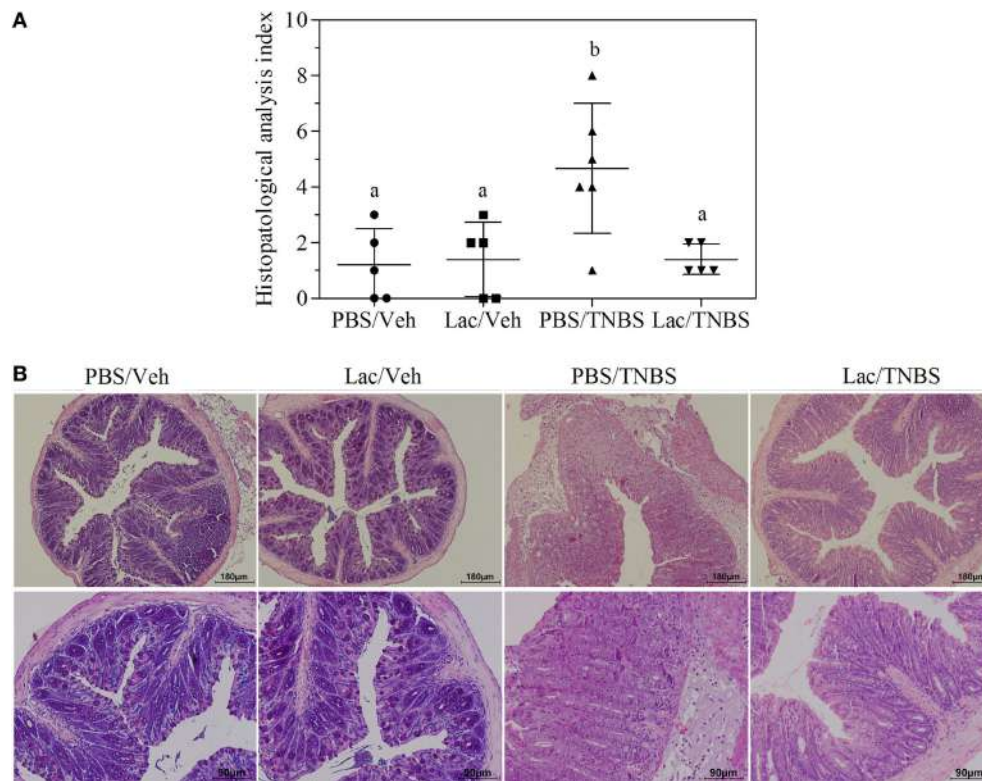 A
Histopatological analysis index
10
8
6
4
2
0
a
a
b
a
PBS/Veh Lac/Veh PBS/TNBS Lac/TNBS
B
PBS/Veh Lac/Veh PBS/TNBS Lac/TNBS
180µm 180µm 180µm 180µm
90µm 90µm 90µm 90µm